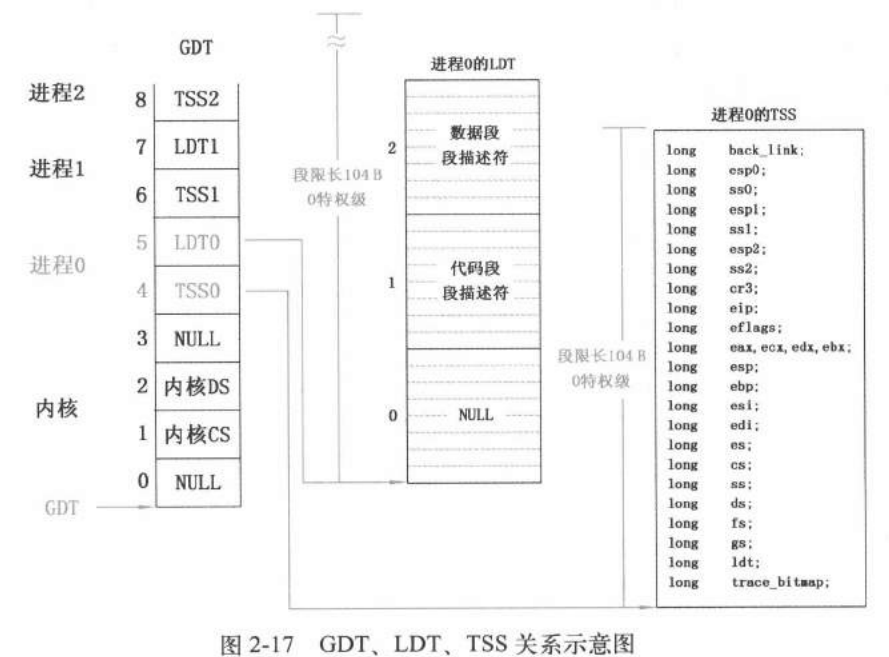 GDT
进程2
8 TSS2
7 LDT1
进程1
6 TSS1
5 LDT0
进程0
4 TSS0
3 NULL
2 内核DS
内核
1 内核CS
0 NULL
GDT
段限长104 B
0特权级
进程0的LDT
2
数据段
段描述符
1
代码段
段描述符
0 NULL
段限长104 B
0特权级
进程0的TSS
long back_link;
long esp0;
long ss0;
long esp1;
long ss1;
long esp2;
long ss2;
long cr3;
long eip;
long eflags;
long eax,ecx,edx,ebx;
long esp;
long ebp;
long esi;
long edi;
long es;
long cs;
long ss;
long ds;
long fs;
long gs;
long ldt;
long trace_bitmap;
图 2-17 GDT、LDT、TSS 关系示意图